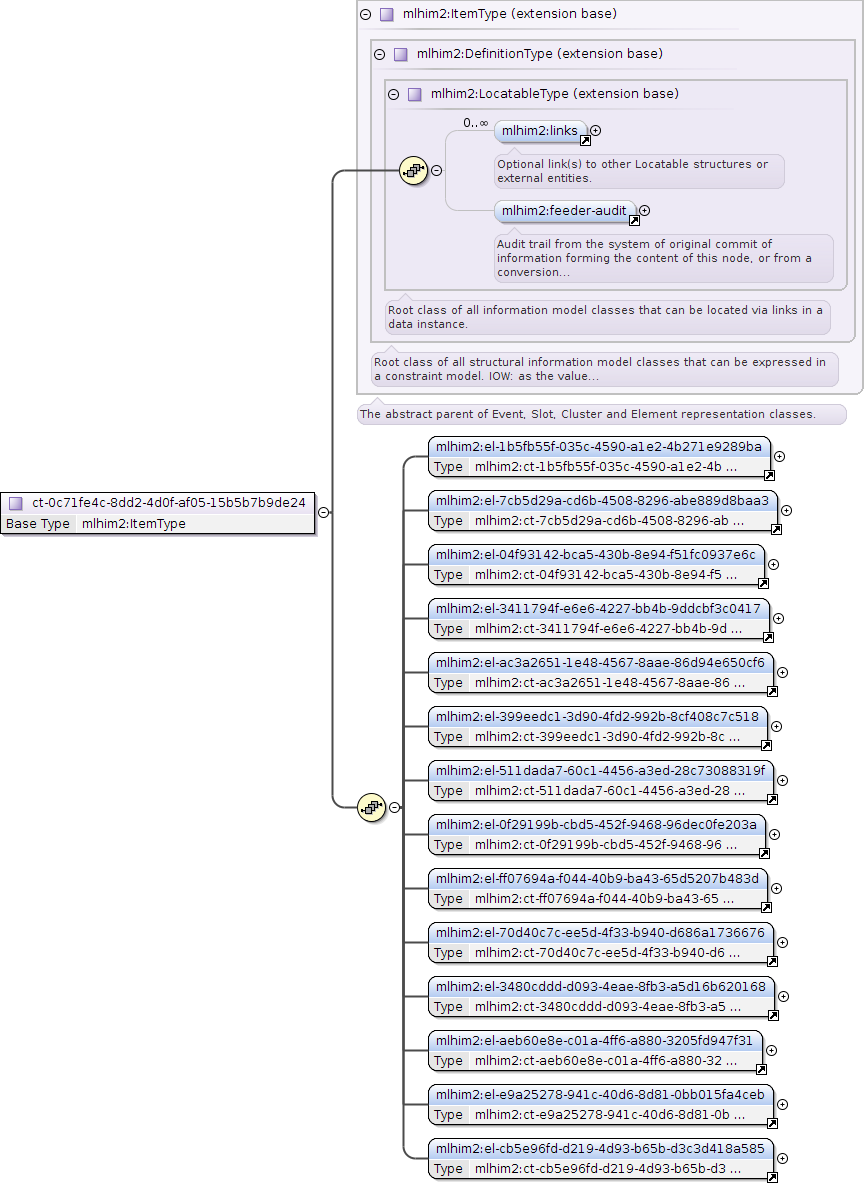 mlhim2:ItemType (extension base)
mlhim2:DefinitionType (extension base)
mlhim2:LocatableType (extension base)
0..∞
mlhim2:links
Optional link(s) to other Locatable structures or
external entities.
mlhim2:feeder-audit
Audit trail from the system of original commit of
information forming the content of this node, or from a
conversion...
Root class of all information model classes that can be located via links in a
data instance.
Root class of all structural information model classes that can be expressed in
a constraint model. IOW: as the value...
The abstract parent of Event, Slot, Cluster and Element representation classes.
ct-0c71fe4c-8dd2-4d0f-af05-15b5b7b9de24
Base Type mlhim2:ItemType
mlhim2:el-1b5fb55f-035c-4590-a1e2-4b271e9289ba
Type mlhim2:ct-1b5fb55f-035c-4590-a1e2-4b ...
mlhim2:el-7cb5d29a-cd6b-4508-8296-abe889d8baa3
Type mlhim2:ct-7cb5d29a-cd6b-4508-8296-ab ...
mlhim2:el-04f93142-bca5-430b-8e94-f51fc0937e6c
Type mlhim2:ct-04f93142-bca5-430b-8e94-f5 ...
mlhim2:el-3411794f-e6e6-4227-bb4b-9ddcbf3c0417
Type mlhim2:ct-3411794f-e6e6-4227-bb4b-9d ...
mlhim2:el-ac3a2651-1e48-4567-8aae-86d94e650cf6
Type mlhim2:ct-ac3a2651-1e48-4567-8aae-86 ...
mlhim2:el-399eedc1-3d90-4fd2-992b-8cf408c7c518
Type mlhim2:ct-399eedc1-3d90-4fd2-992b-8c ...
mlhim2:el-511dada7-60c1-4456-a3ed-28c73088319f
Type mlhim2:ct-511dada7-60c1-4456-a3ed-28 ...
mlhim2:el-0f29199b-cbd5-452f-9468-96dec0fe203a
Type mlhim2:ct-0f29199b-cbd5-452f-9468-96 ...
mlhim2:el-ff07694a-f044-40b9-ba43-65d5207b483d
Type mlhim2:ct-ff07694a-f044-40b9-ba43-65 ...
mlhim2:el-70d40c7c-ee5d-4f33-b940-d686a1736676
Type mlhim2:ct-70d40c7c-ee5d-4f33-b940-d6 ...
mlhim2:el-3480cddd-d093-4eae-8fb3-a5d16b620168
Type mlhim2:ct-3480cddd-d093-4eae-8fb3-a5 ...
mlhim2:el-aeb60e8e-c01a-4ff6-a880-3205fd947f31
Type mlhim2:ct-aeb60e8e-c01a-4ff6-a880-32 ...
mlhim2:el-e9a25278-941c-40d6-8d81-0bb015fa4ceb
Type mlhim2:ct-e9a25278-941c-40d6-8d81-0b ...
mlhim2:el-cb5e96fd-d219-4d93-b65b-d3c3d418a585
Type mlhim2:ct-cb5e96fd-d219-4d93-b65b-d3 ...